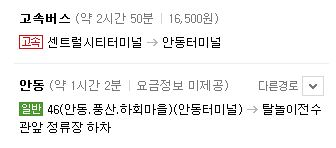 고속버스 (약 2시간 50분 | 16,500원)
고속 센트럴시티터미널 → 안동터미널
안동 (약 1시간 2분 | 요금정보 미제공) 다른경로
일반 46(안동.풍산.하회마을)(안동터미널) → 탈놀이전수
관앞 정류장 하차